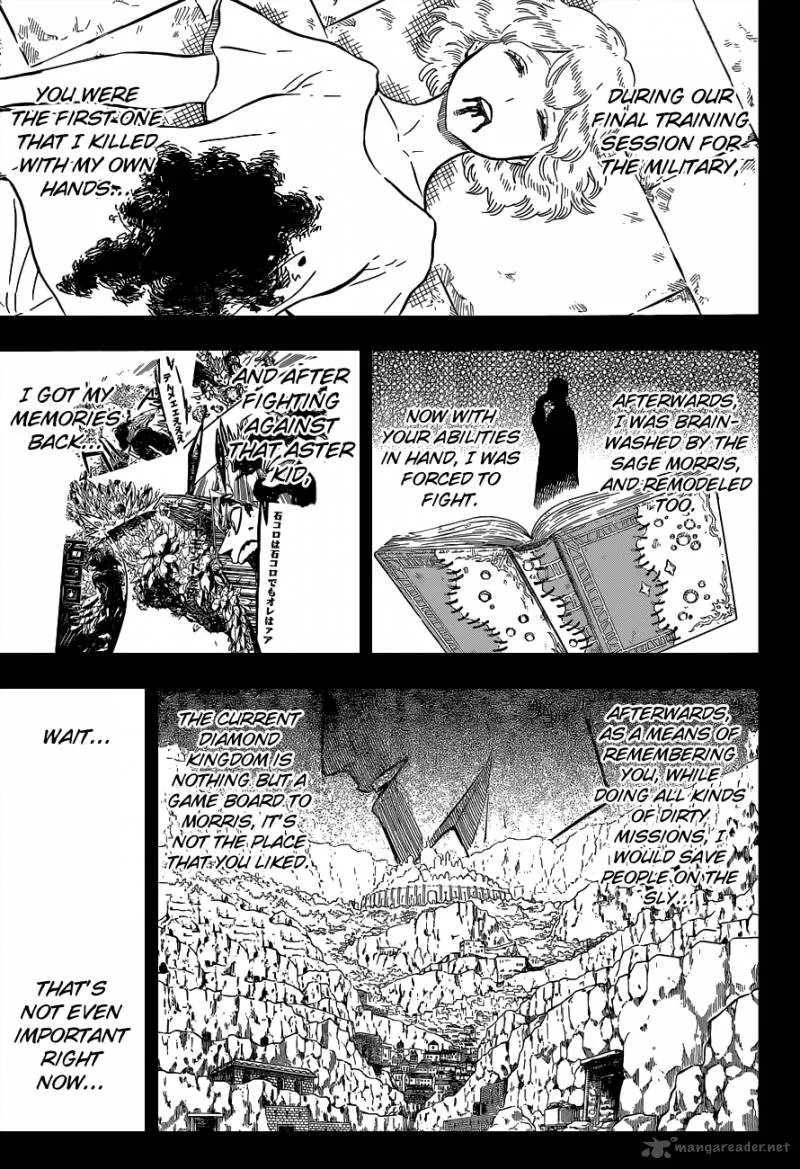 DURING OUR
FINAL TRAINING
SESSION FOR
THE MILITARY,
YOU WERE
THE FIRST ONE
THAT I KILLED
WITH MY OWN
HANDS...
AFTERWARDS,
I WAS BRAIN-
WASHED BY THE
SAGE MORRIS,
AND REMODELED
TOO.
NOW WITH
YOUR ABILITIES
IN HAND, I WAS
FORCED TO
FIGHT.
AND AFTER
FIGHTING
AGAINST
THAT ASTER
KID,
I GOT MY
MEMORIES
BACK...
石コロは石コロでもオレはァア
AFTERWARDS,
AS A MEANS OF
REMEMBERING
YOU, WHILE
DOING ALL KINDS
OF DIRTY
MISSIONS, I
WOULD SAVE
PEOPLE ON THE
SLY...
THE CURRENT
DIAMOND
KINGDOM IS
NOTHING BUT A
GAME BOARD TO
MORRIS, IT'S
NOT THE PLACE
THAT YOU LIKED.
WAIT...
THAT'S
NOT EVEN
IMPORTANT
RIGHT
NOW...
mangareader.net